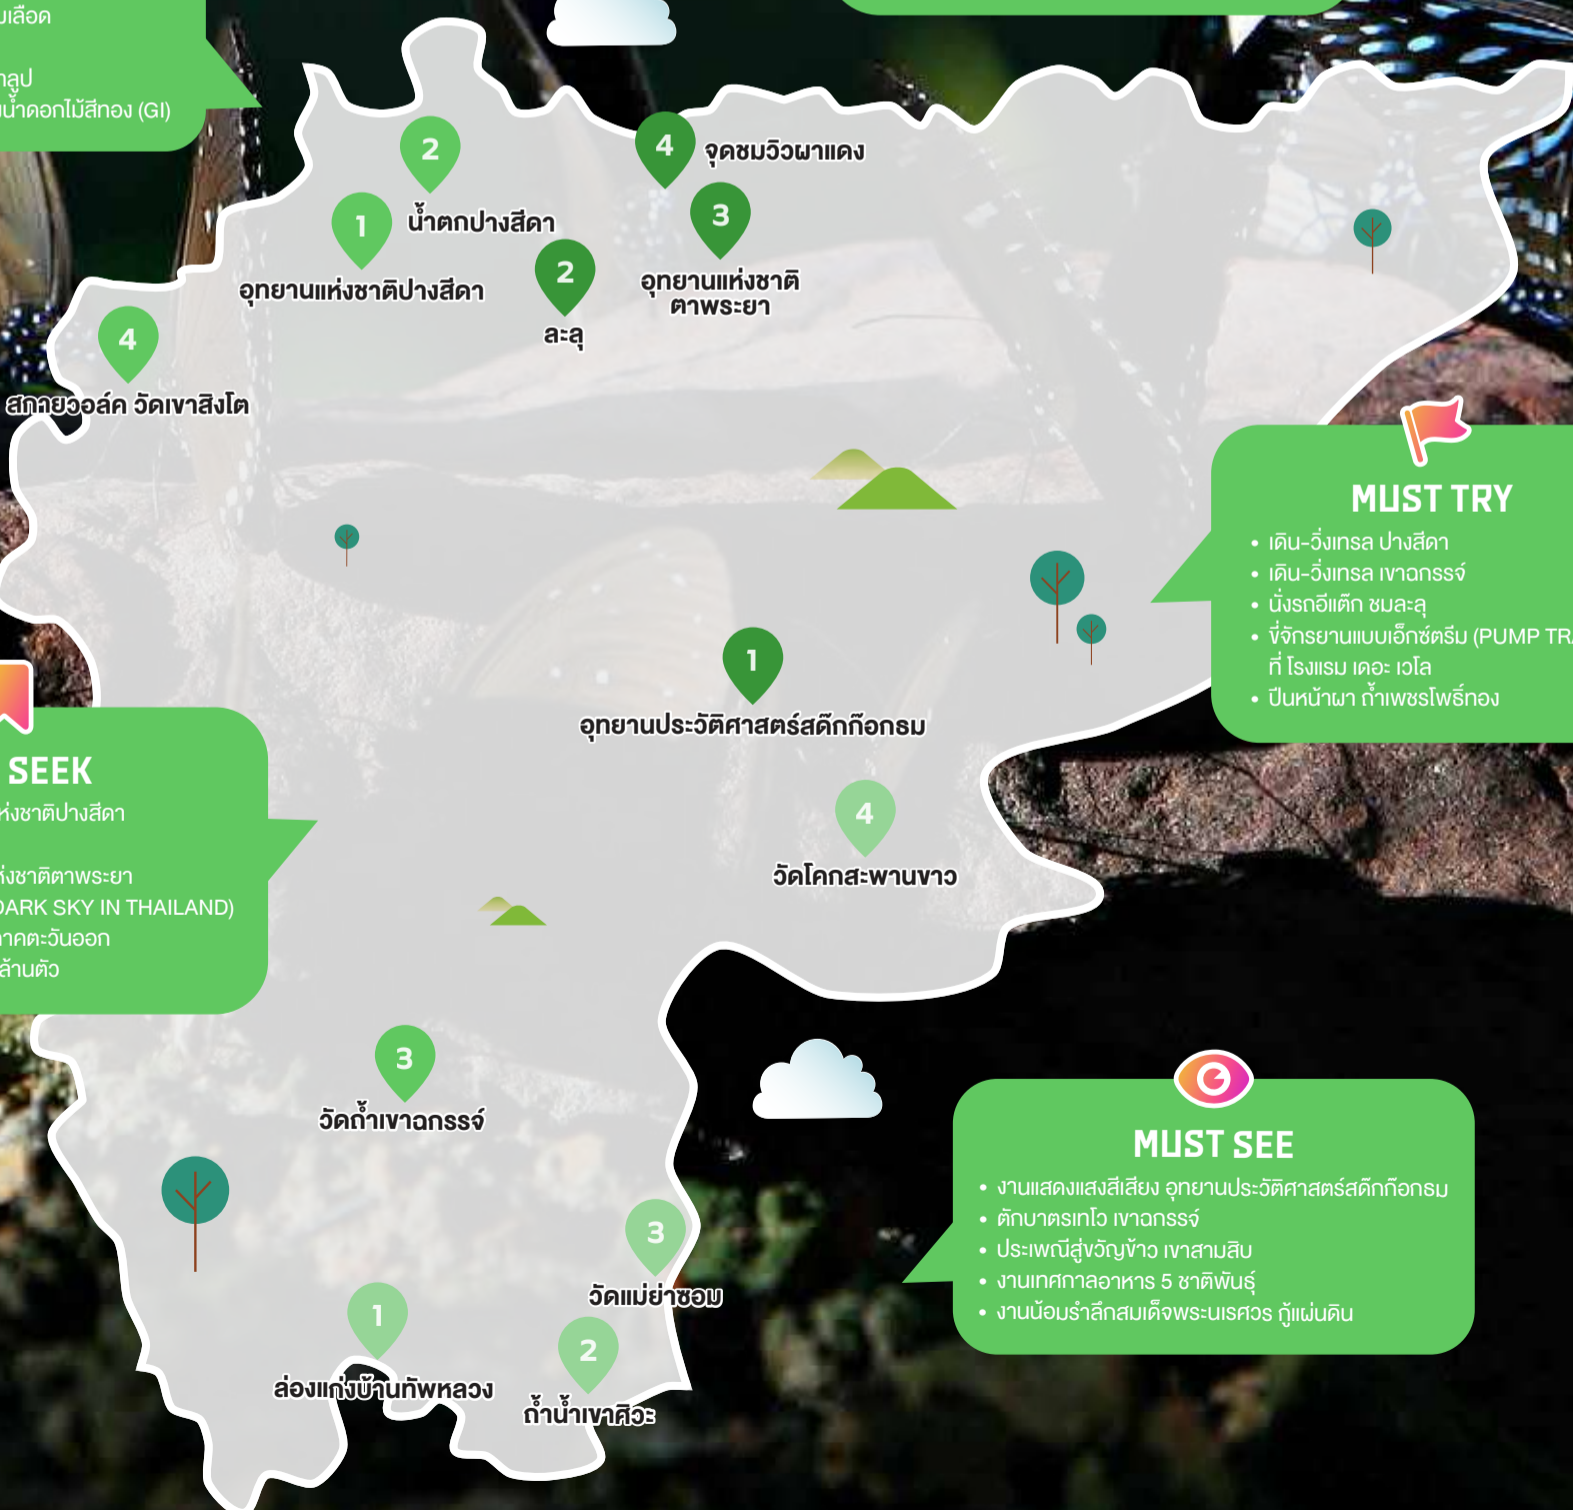 บเลือด
าลูป
งน้ำดอกไม้สีทอง (GI)
2
น้ำตกปางสีดา
4
จุดชมวิวผาแดง
1
อุทยานแห่งชาติปางสีดา
3
อุทยานแห่งชาติ
ตาพระยา
2
ละลุ
4
สกายวอล์ค วัดเขาสิงโต
MUST TRY
• เดิน-วิ่งเทรล ปางสีดา
• เดิน-วิ่งเทรล เขาฉกรรจ์
• นั่งรถอีแต๊ก ชมละลุ
• ขี่จักรยานแบบเอ็กซ์ตรีม (PUMP TRA
ที่ โรงแรม เดอะ เวโล
• ปีนหน้าผา ถ้ำเพชรโพธิ์ทอง
1
อุทยานประวัติศาสตร์สด๊กก๊อกธม
SEEK
ห่งชาติปางสีดา
ห่งชาติตาพระยา
DARK SKY IN THAILAND)
าคตะวันออก
ล้านตัว
4
วัดโคกสะพานขาว
3
วัดถ้ำเขาฉกรรจ์
MUST SEE
• งานแสดงแสงสีเสียง อุทยานประวัติศาสตร์สด๊กก๊อกธม
• ตักบาตรเทโว เขาฉกรรจ์
• ประเพณีสู่ขวัญข้าว เขาสามสิบ
• งานเทศกาลอาหาร 5 ชาติพันธุ์
• งานน้อมรำลึกสมเด็จพระนเรศวร กู้แผ่นดิน
3
วัดแม่ย่าซอม
1
ล่องแก่งบ้านทัพหลวง
2
ถ้ำน้ำเขาศิวะ